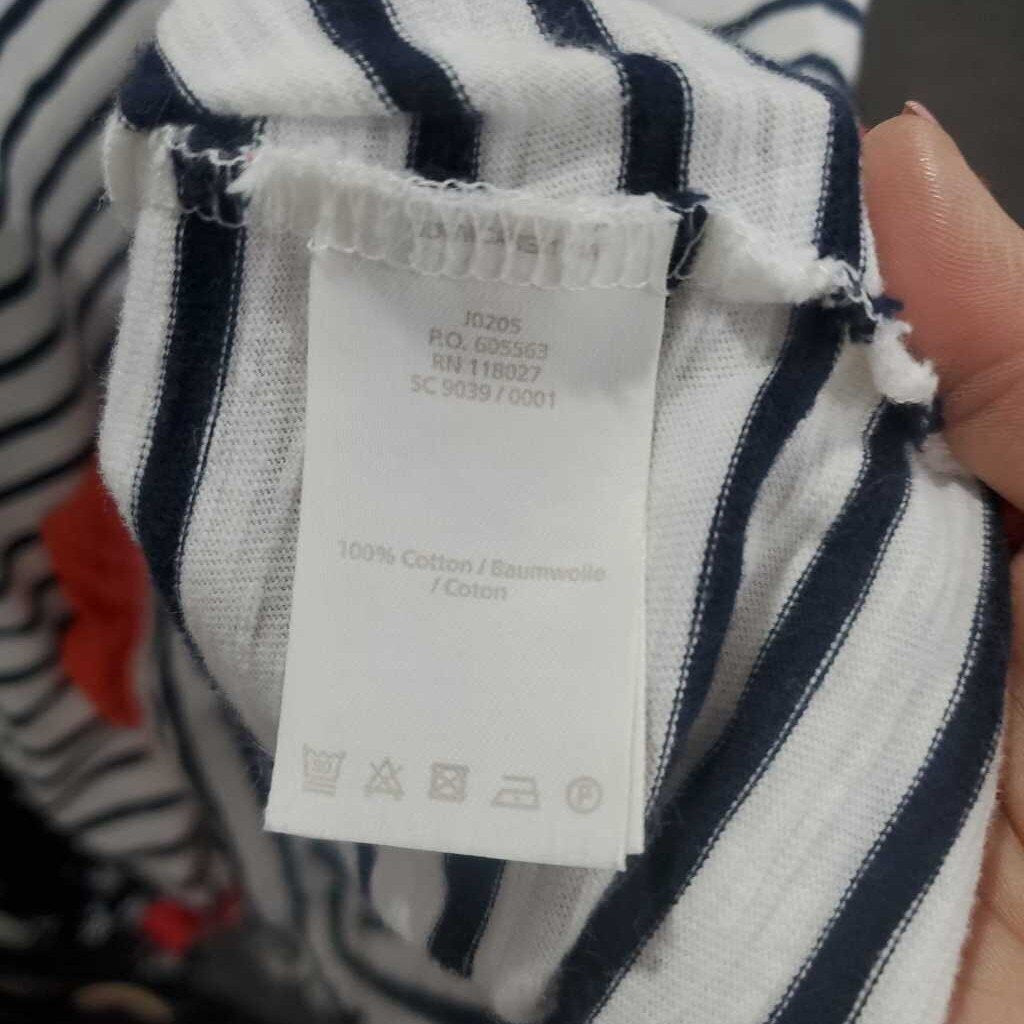 J0205
P.O. 605563
RN 118027
SC 9039 / 0001
100% Cotton / Baumwolle
/ Coton
P